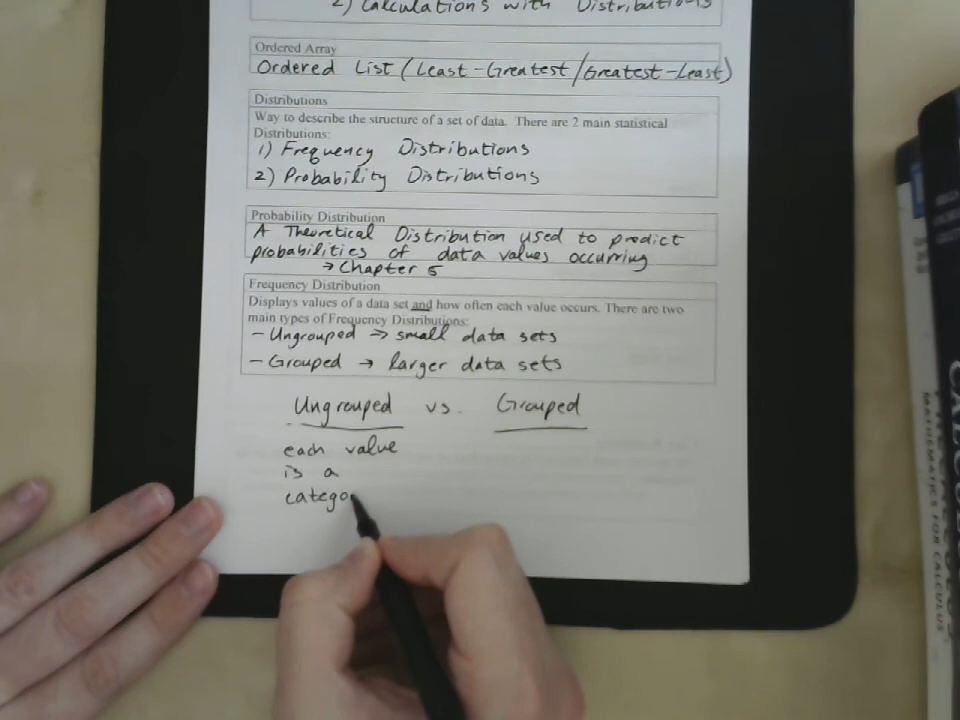 2) Calculations with Distributions
Ordered Array
Ordered List (Least-Greatest/Greatest-Least)
Distributions
Way to describe the structure of a set of data. There are 2 main statistical
Distributions:
1) Frequency Distributions
2) Probability Distributions
Probability Distribution
A Theoretical Distribution used to predict
probabilities of data values occurring
→ Chapter 5
Frequency Distribution
Displays values of a data set and how often each value occurs. There are two
main types of Frequency Distributions:
- Ungrouped → small data sets
- Grouped → larger data sets
Ungrouped vs. Grouped
each value
is a
catego
CALCULUS
MATHEMATICS FOR CALCULUS